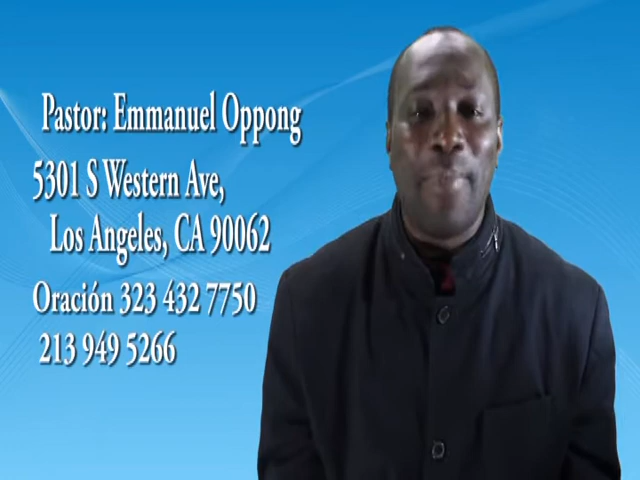 Pastor: Emmanuel Oppong
5301 S Western Ave,
Los Angeles, CA 90062
Oración 323 432 7750
213 949 5266